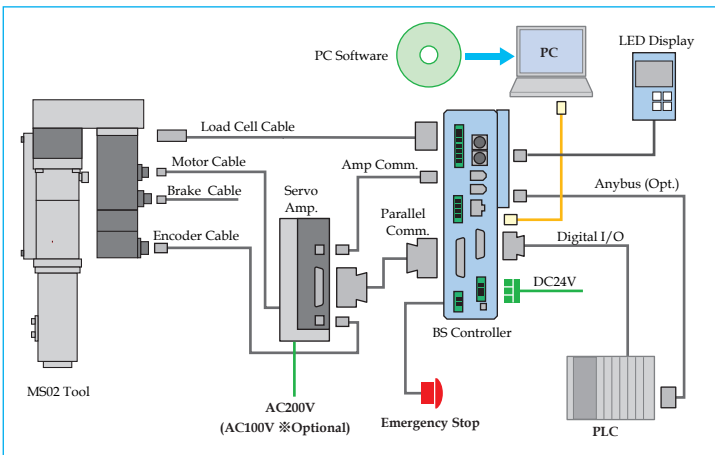 PC Software
PC
LED Display
Load Cell Cable
Motor Cable
Amp Comm.
Brake Cable
Servo
Amp.
Anybus (Opt.)
Parallel
Comm.
Encoder Cable
Digital I/O
DC24V
BS Controller
MS02 Tool
AC200V
(AC100V ※Optional)
Emergency Stop
PLC